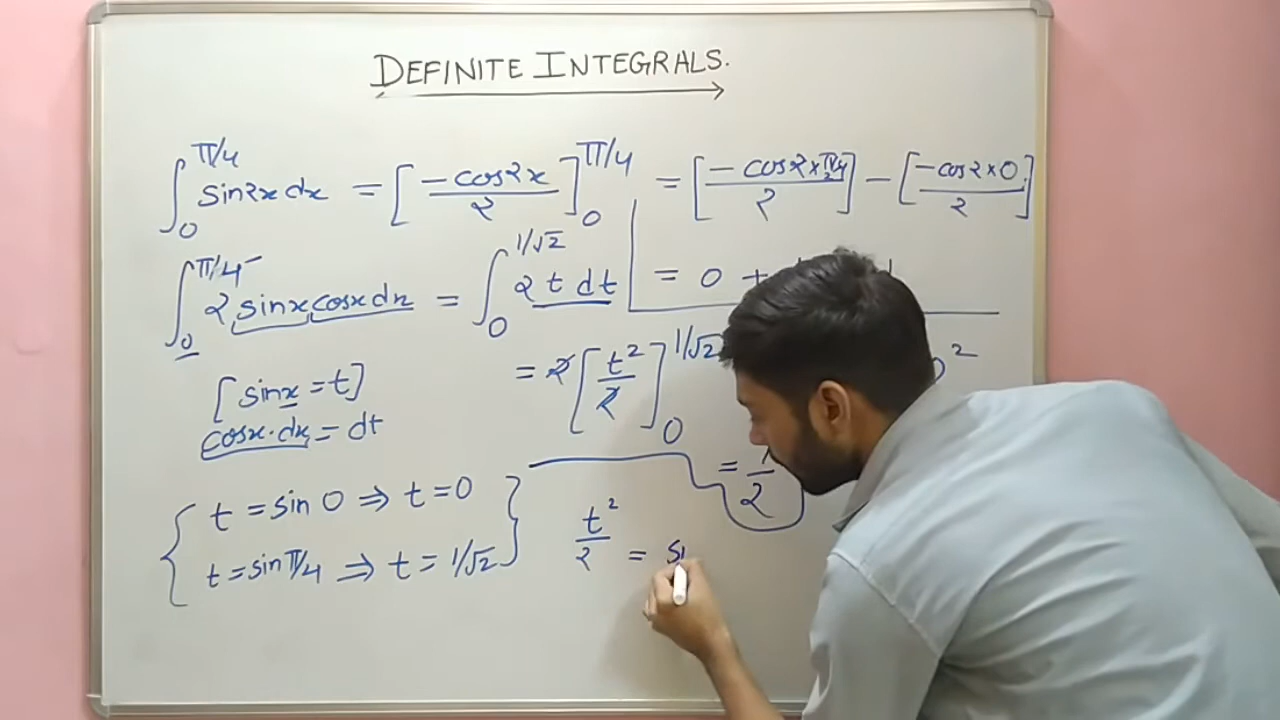 DEFINITE INTEGRALS.
∫₀^π/4 sin2x dx = [-cos2x/2]₀^π/4 = [-cos2×π/4/2] - [-cos2×0/2]
∫₀^π/4 2 sinx cosx dx = ∫₀^1/√2 2 t dt = 0 +
= 2 [t²/2]₀^1/√2
[sinx = t]
cosx·dx = dt
= 1/2
t = sin 0 ⇒ t = 0
t = sin π/4 ⇒ t = 1/√2
t²/2 = si